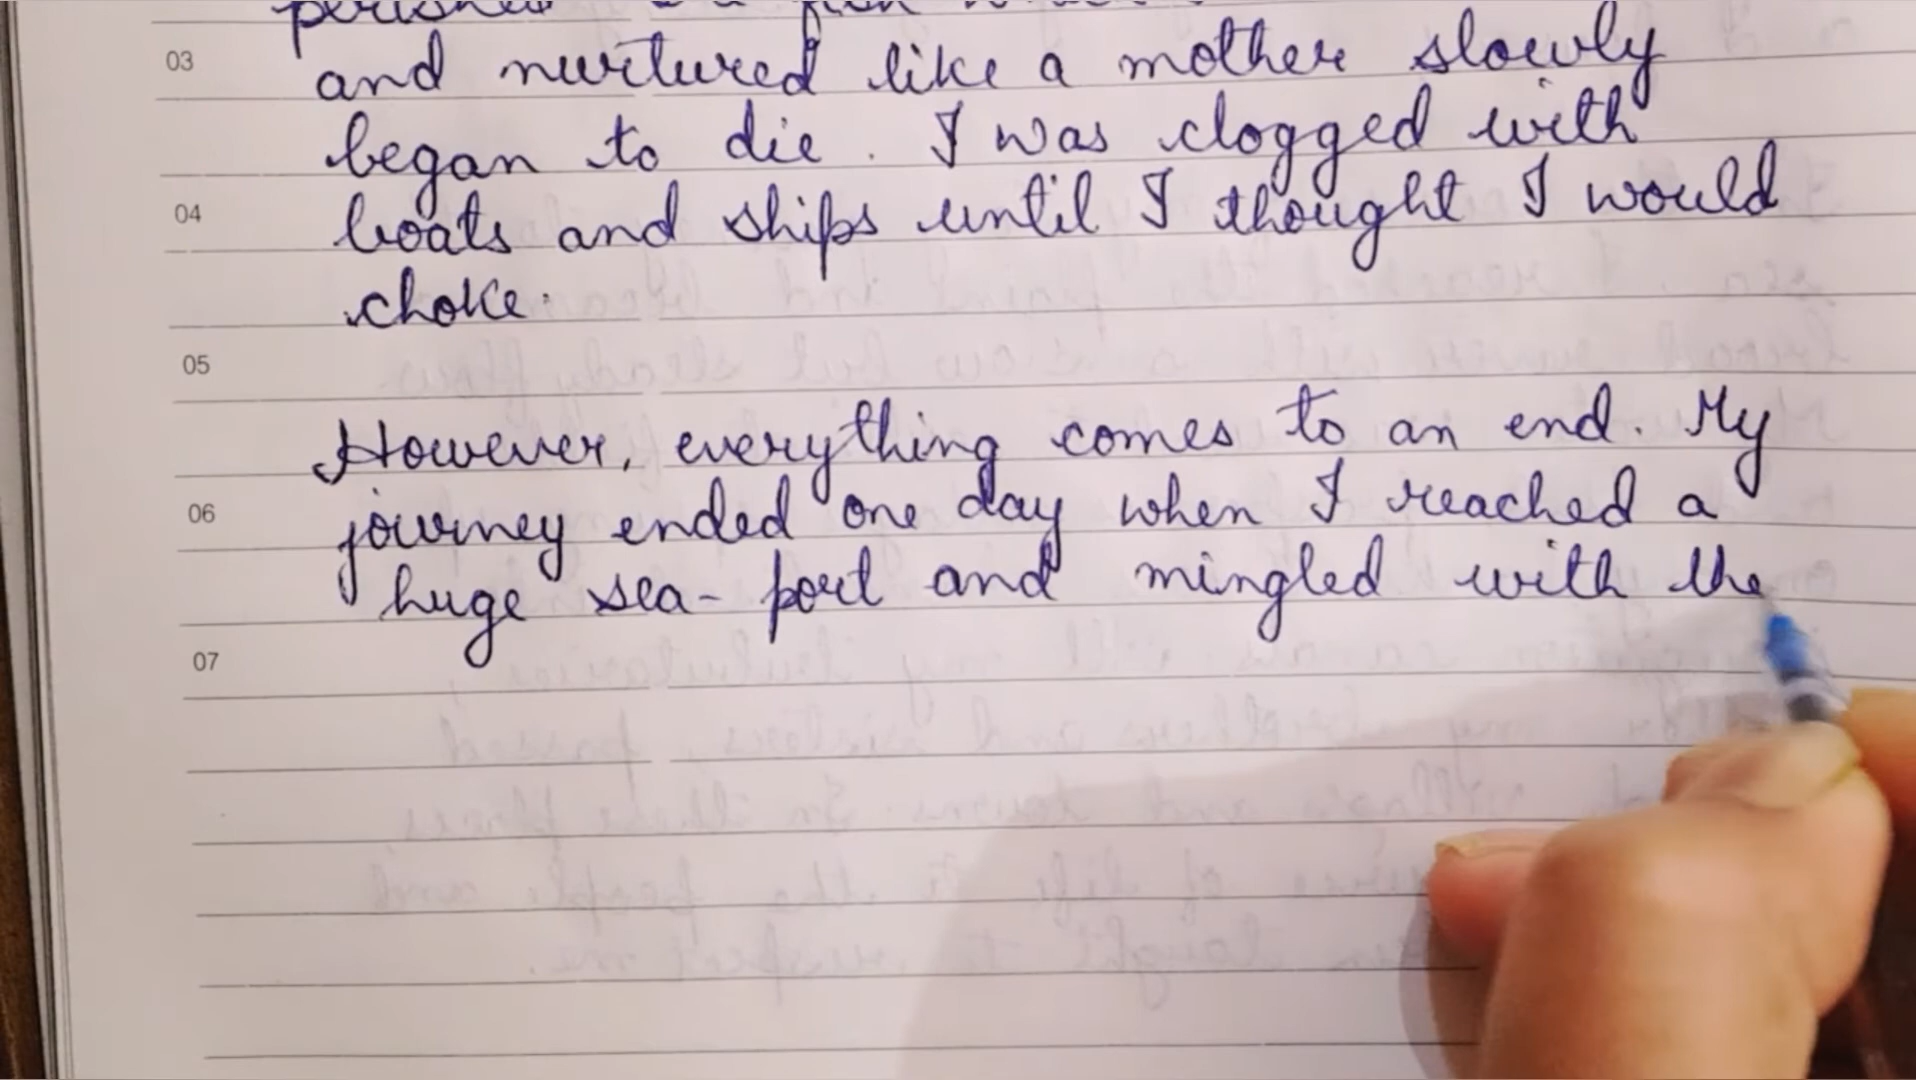 perished
03 and nurtured like a mother slowly
began to die. I was clogged with
04 boats and ships until I thought I would
choke.
05
However, everything comes to an end. My
06 journey ended one day when I reached a
huge sea-port and mingled with the
07